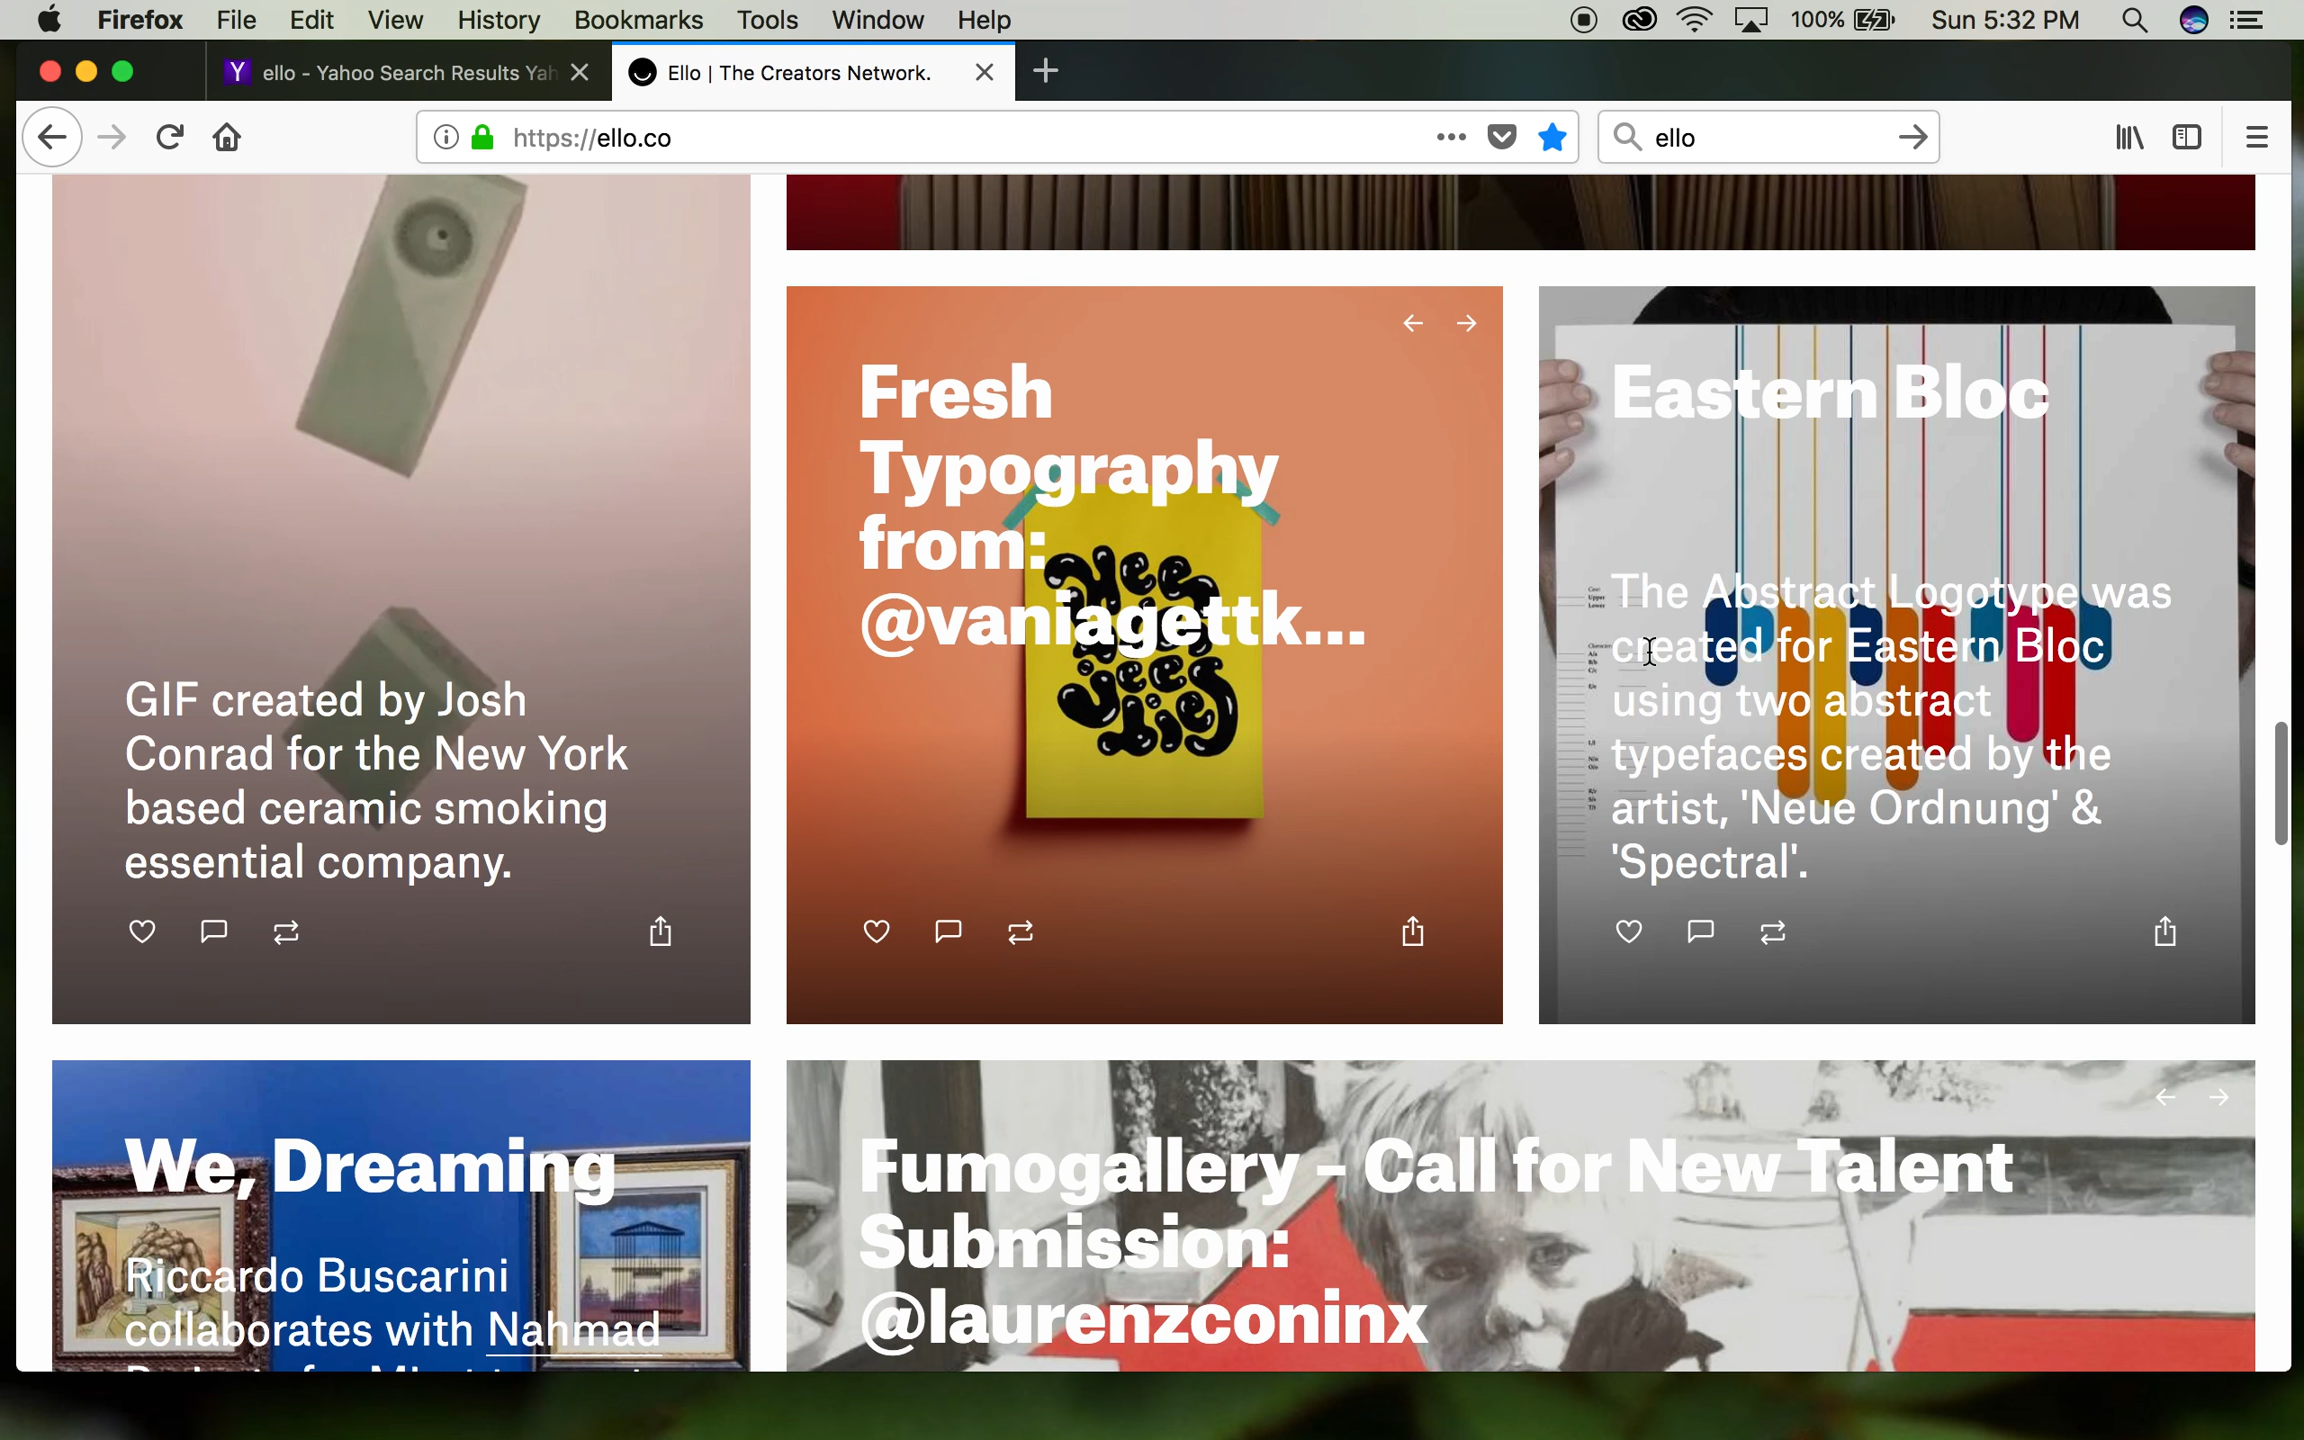 Firefox File Edit View History Bookmarks Tools Window Help 100% Sun 5:32 PM
ello - Yahoo Search Results Yah
Ello | The Creators Network.
https://ello.co
ello
GIF created by Josh
Conrad for the New York
based ceramic smoking
essential company.
Fresh
Typography
from:
@vaniagettk...
Eastern Bloc
The Abstract Logotype was
created for Eastern Bloc
using two abstract
typefaces created by the
artist, 'Neue Ordnung' &
'Spectral'.
We, Dreaming
Riccardo Buscarini
collaborates with Nahmad
Fumogallery - Call for New Talent
Submission:
@laurenzconinx